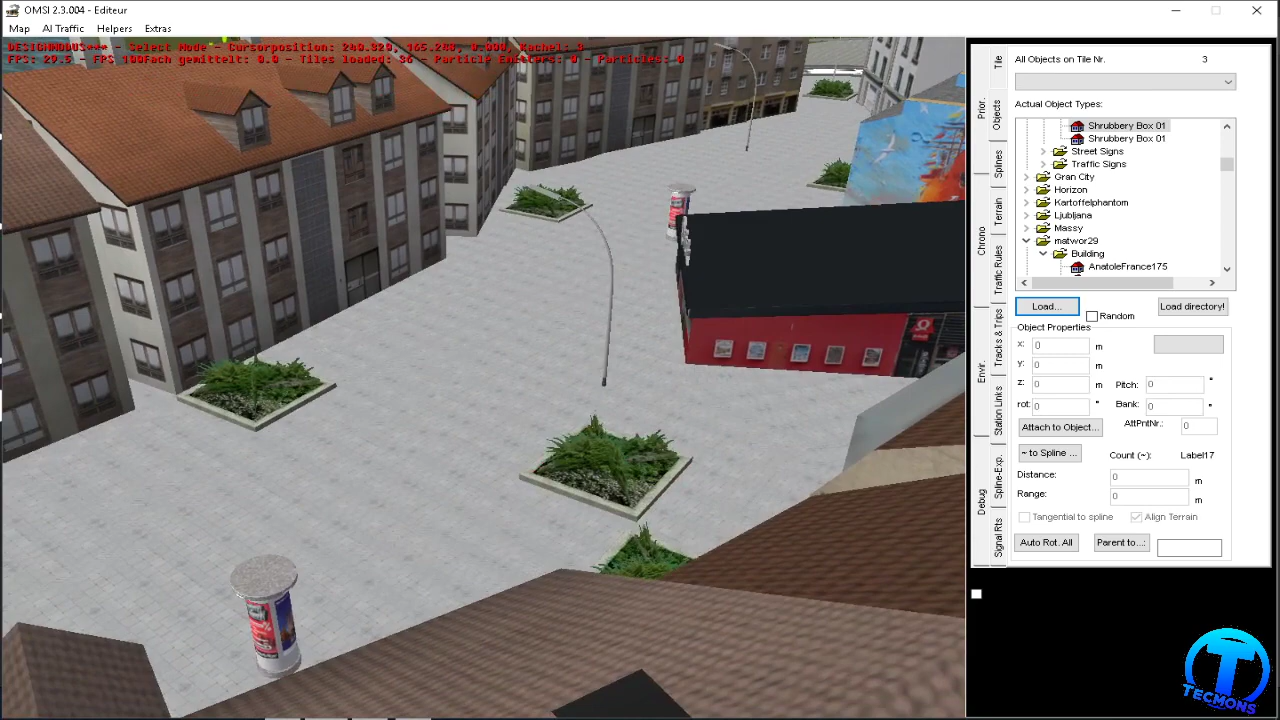 OMSI 2.3.004 - Editeur
Map AI Traffic Helpers Extras
DESIGNMODUS*** - Select Mode - Cursorposition: 240.820, 165.288, 0.000, Kachel: 3
FPS: 29.5 - FPS 100Fach gemittelt: 0.0 - Tiles loaded: 36 - Particle Emitters: 0 - Particles: 0
Tile
Objects
Splines
Terrain
Traffic Rules
Tracks & Trips
Station Links
Spline-Exp.
Signal Rts
Prior.
Chrono
Envir.
Debug
All Objects on Tile Nr. 3
Actual Object Types:
Shrubbery Box 01
Shrubbery Box 01
Street Signs
Traffic Signs
Gran City
Horizon
Kartoffelphantom
Ljubljana
Massy
matwor29
Building
AnatoleFrance175
Load... Random Load directory!
Object Properties
x: 0 m
y: 0 m
z: 0 m Pitch: 0 °
rot: 0 ° Bank: 0 °
Attach to Object... AttPntNr.: 0
~ to Spline ... Count (~): Label17
Distance: 0 m
Range: 0 m
Tangential to spline Align Terrain
Auto Rot. All Parent to...:
T
TECMONS